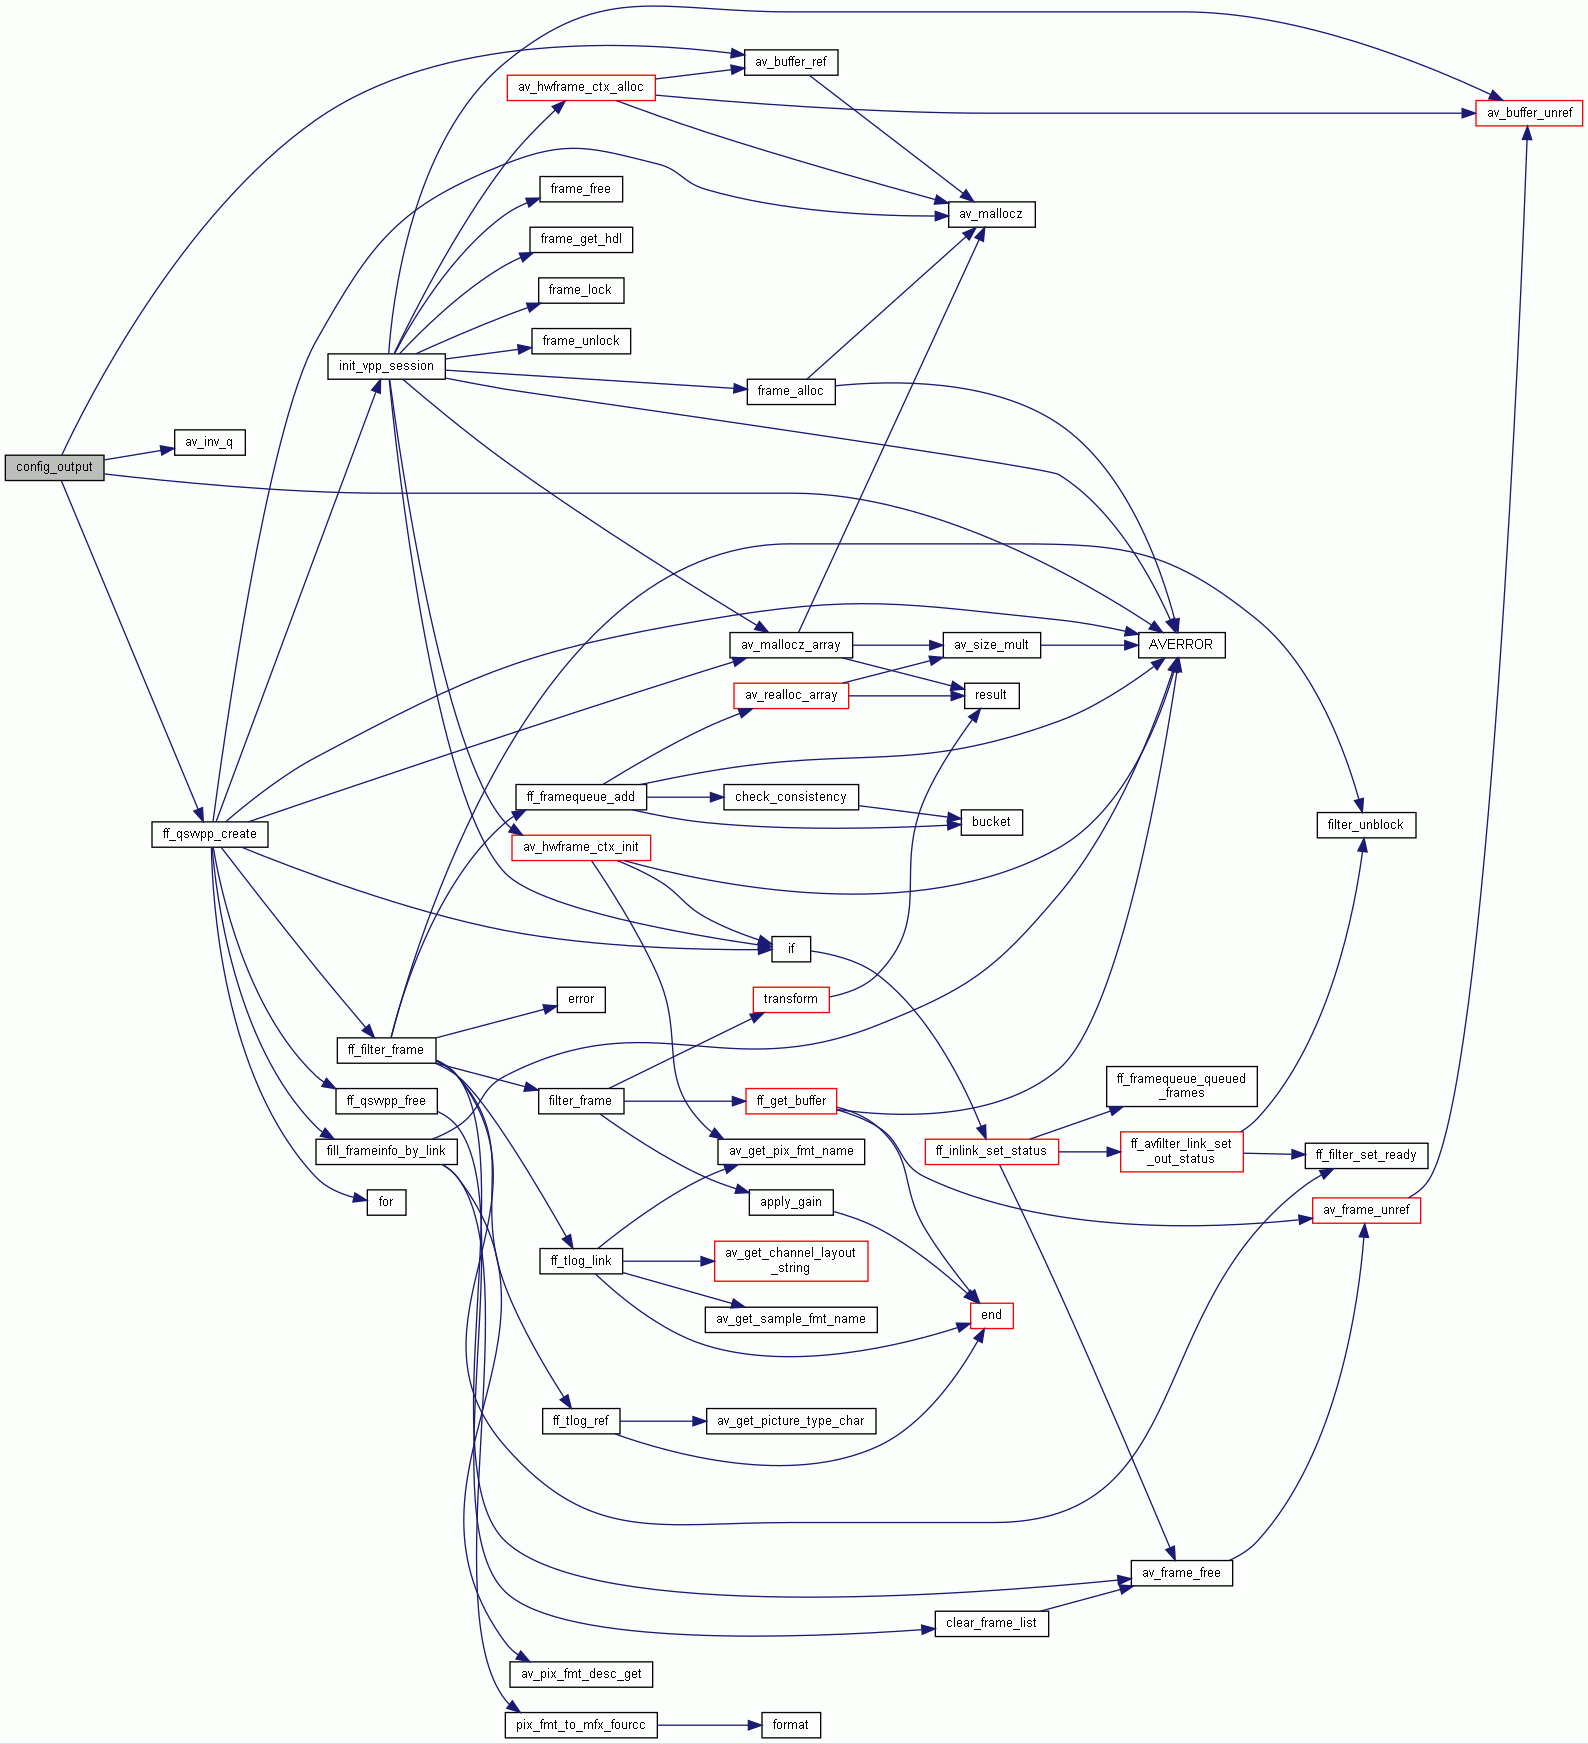 av_buffer_ref
av_hwframe_ctx_alloc
av_buffer_unref
frame_free
av_mallocz
frame_get_hdl
frame_lock
frame_unlock
init_vpp_session
frame_alloc
av_inv_q
config_output
av_mallocz_array
av_size_mult
AVERROR
av_realloc_array
result
ff_framequeue_add
check_consistency
bucket
filter_unblock
ff_qsvvpp_create
av_hwframe_ctx_init
if
transform
error
ff_filter_frame
ff_framequeue_queued
_frames
ff_qsvvpp_free
filter_frame
ff_get_buffer
fill_frameinfo_by_link
av_get_pix_fmt_name
ff_inlink_set_status
ff_avfilter_link_set
_out_status
ff_filter_set_ready
for
apply_gain
av_frame_unref
ff_tlog_link
av_get_channel_layout
_string
av_get_sample_fmt_name
end
ff_tlog_ref
av_get_picture_type_char
av_frame_free
clear_frame_list
av_pix_fmt_desc_get
pix_fmt_to_mfx_fourcc
format